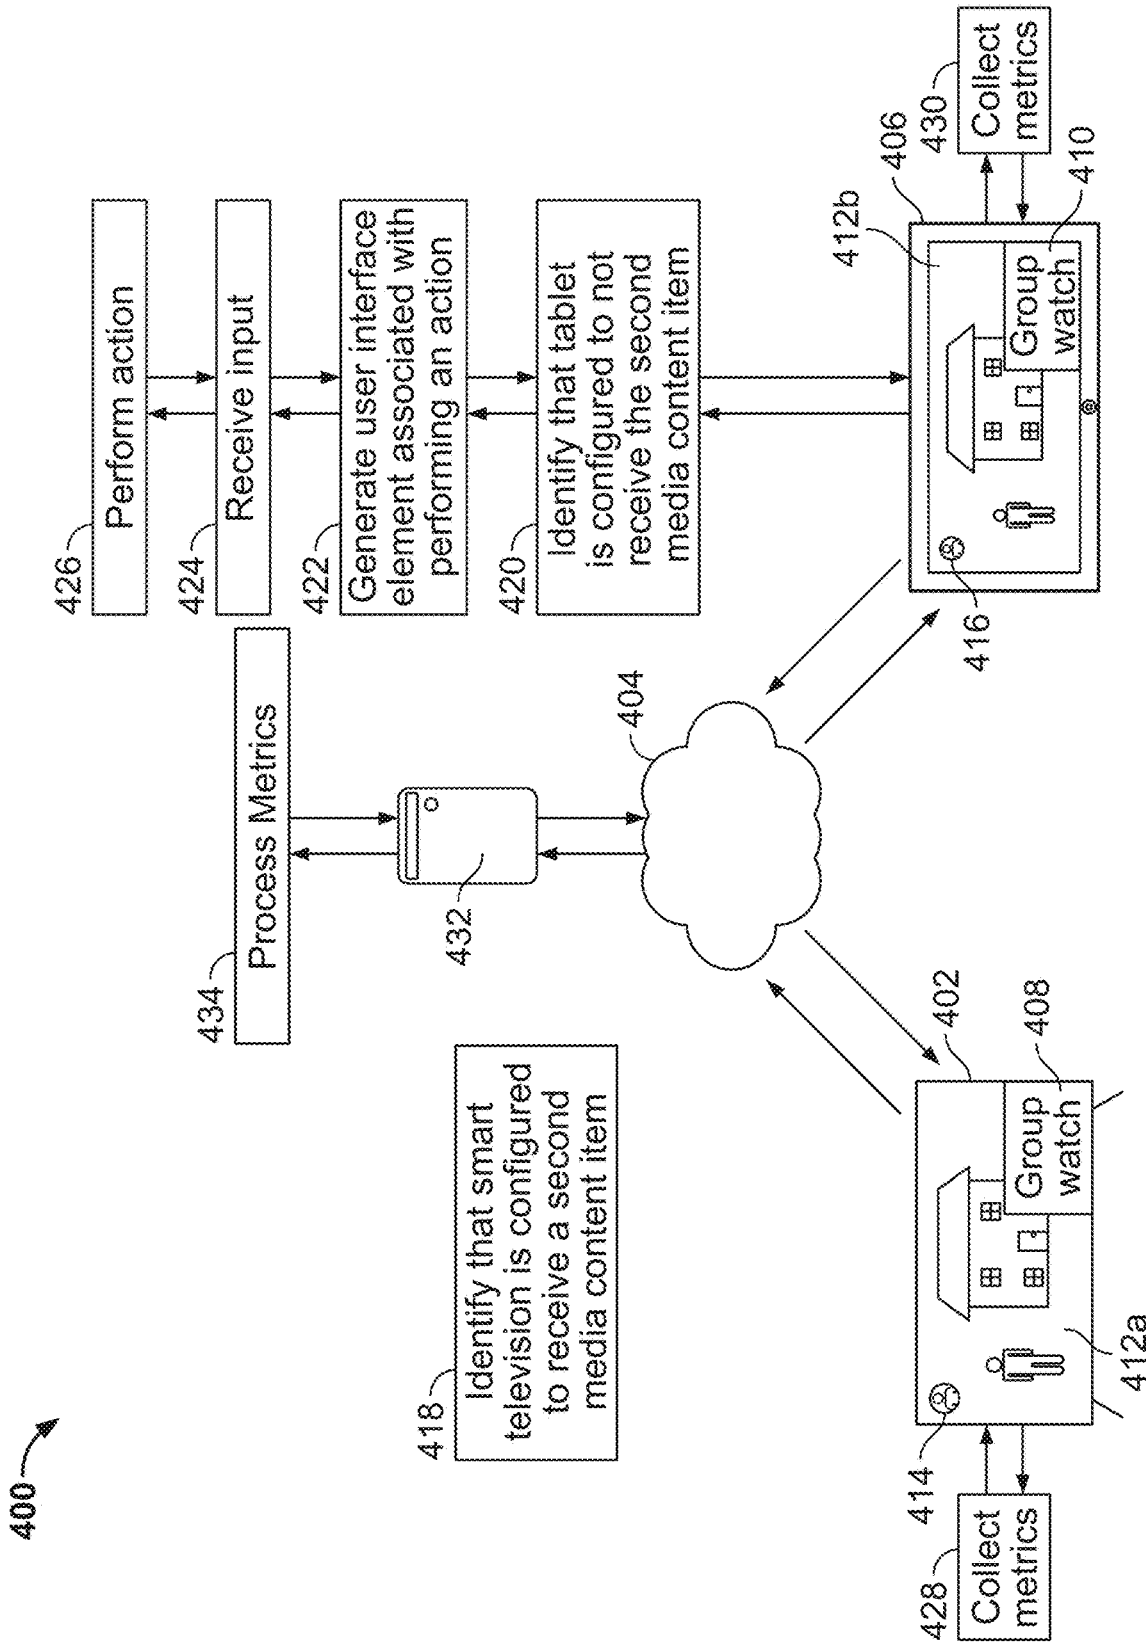 400
418
Identify that smart
television is configured
to receive a second
media content item
434
Process Metrics
432
404
426
Perform action
424
Receive input
422
Generate user interface
element associated with
performing an action
420
Identify that tablet
is configured to not
receive the second
media content item
428
Collect
metrics
414
412a
402
Group
watch
408
416
412b
406
Group
watch
410
430
Collect
metrics